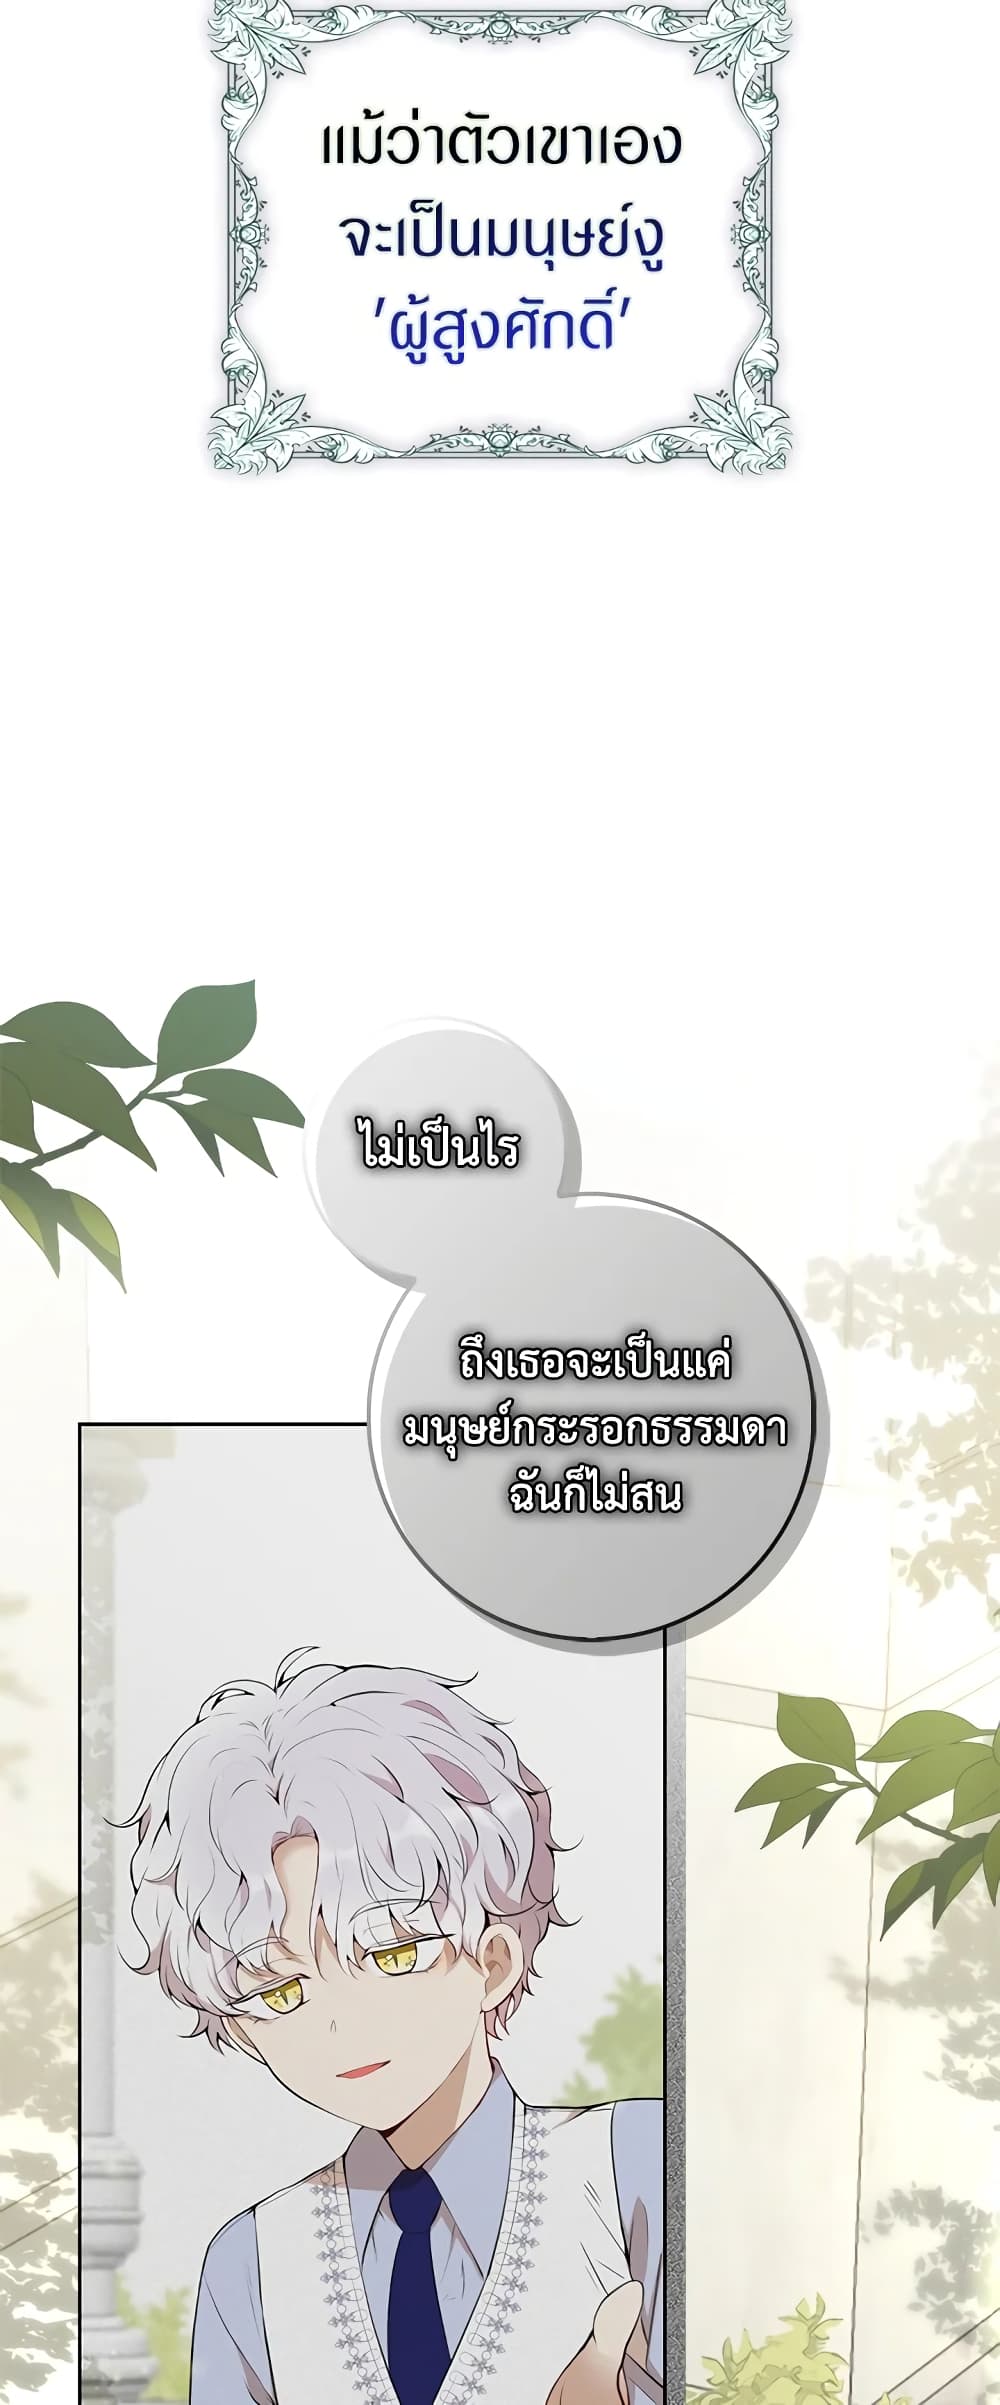 แม้ว่าตัวเขาเอง
จะเป็นมนุษย์งู
'ผู้สูงศักดิ์'
ไม่เป็นไร
ถึงเธอจะเป็นแค่
มนุษย์กระรอกธรรมดา
ฉันก็ไม่สน